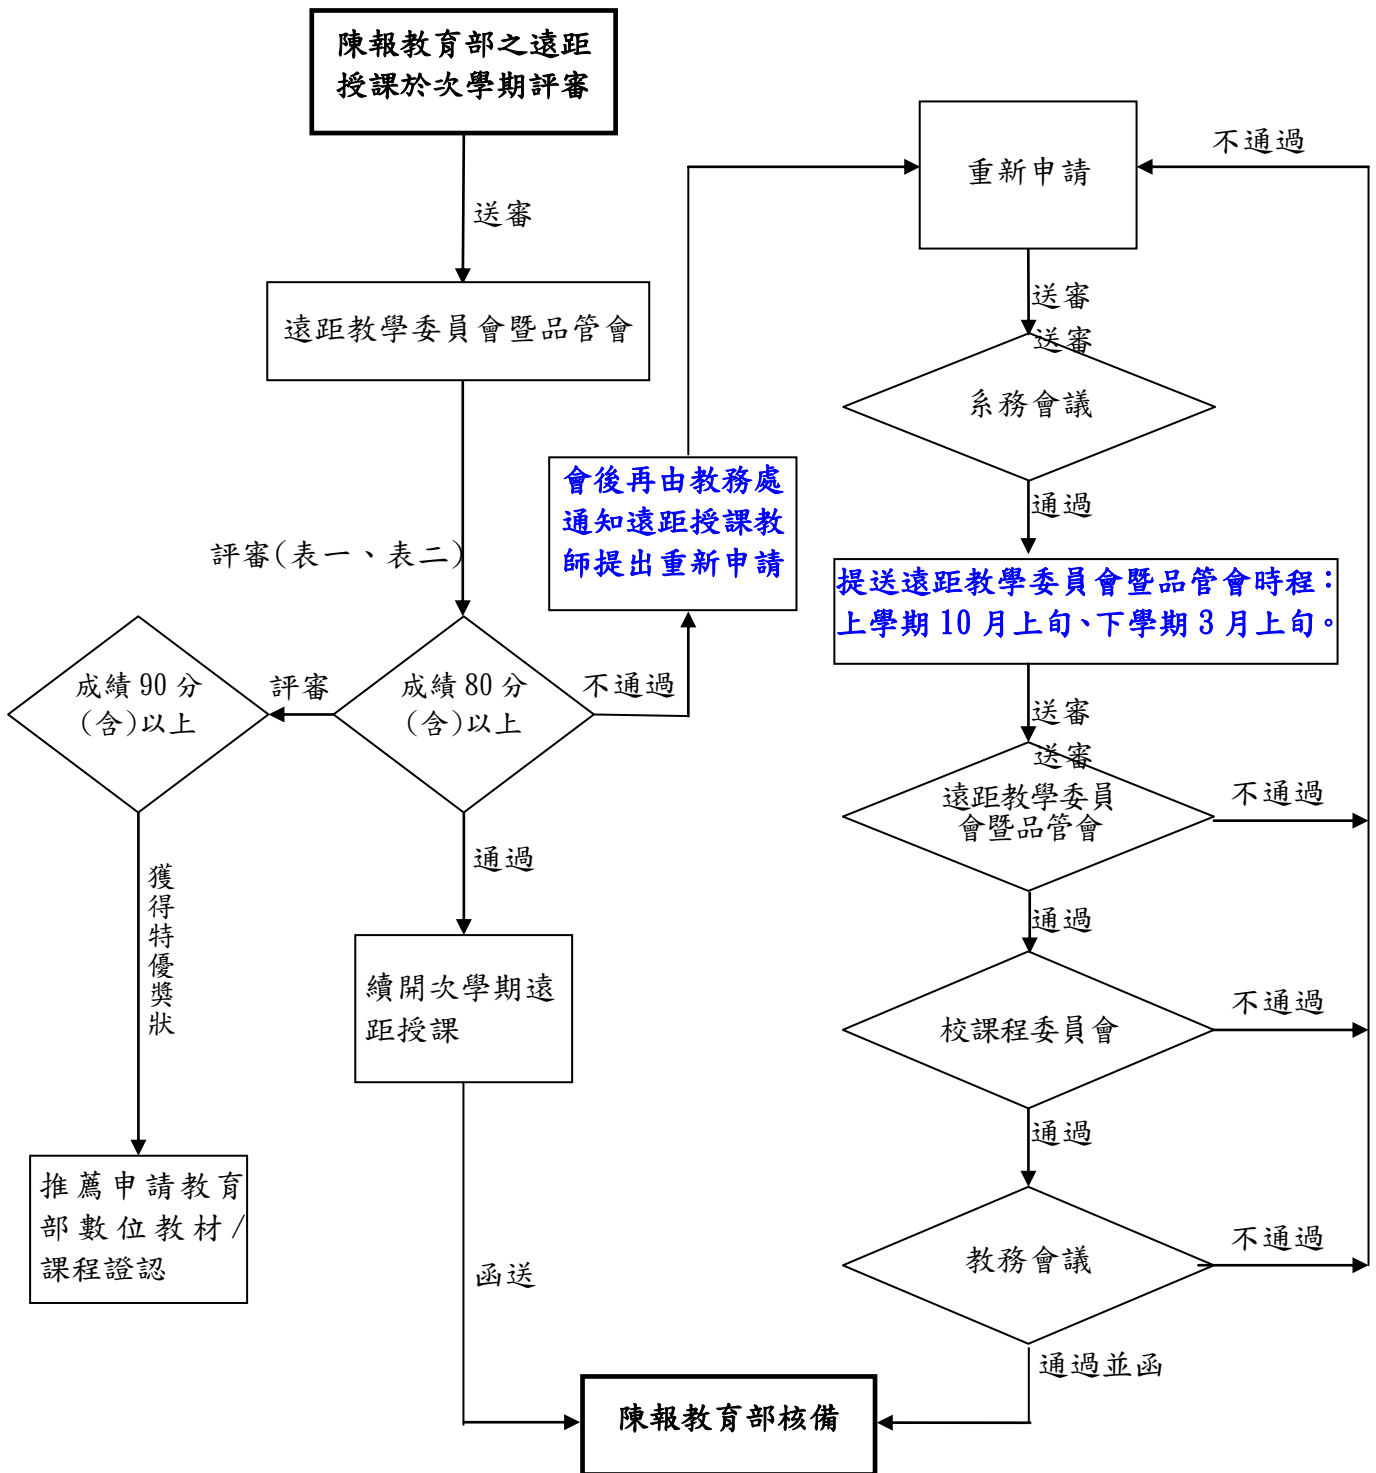 陳報教育部之遠距
授課於次學期評審
送審
遠距教學委員會暨品管會
評審(表一、表二)
成績 90 分
(含)以上
評審
成績 80 分
(含)以上
不通過
會後再由教務處
通知遠距授課教
師提出重新申請
獲得特優獎狀
通過
續開次學期遠
距授課
推薦申請教育
部數位教材/
課程證認
函送
重新申請
不通過
送審
送審
系務會議
通過
提送遠距教學委員會暨品管會時程：
上學期 10 月上旬、下學期 3 月上旬。
送審
送審
遠距教學委員
會暨品管會
不通過
通過
校課程委員會
不通過
通過
教務會議
不通過
通過並函
陳報教育部核備